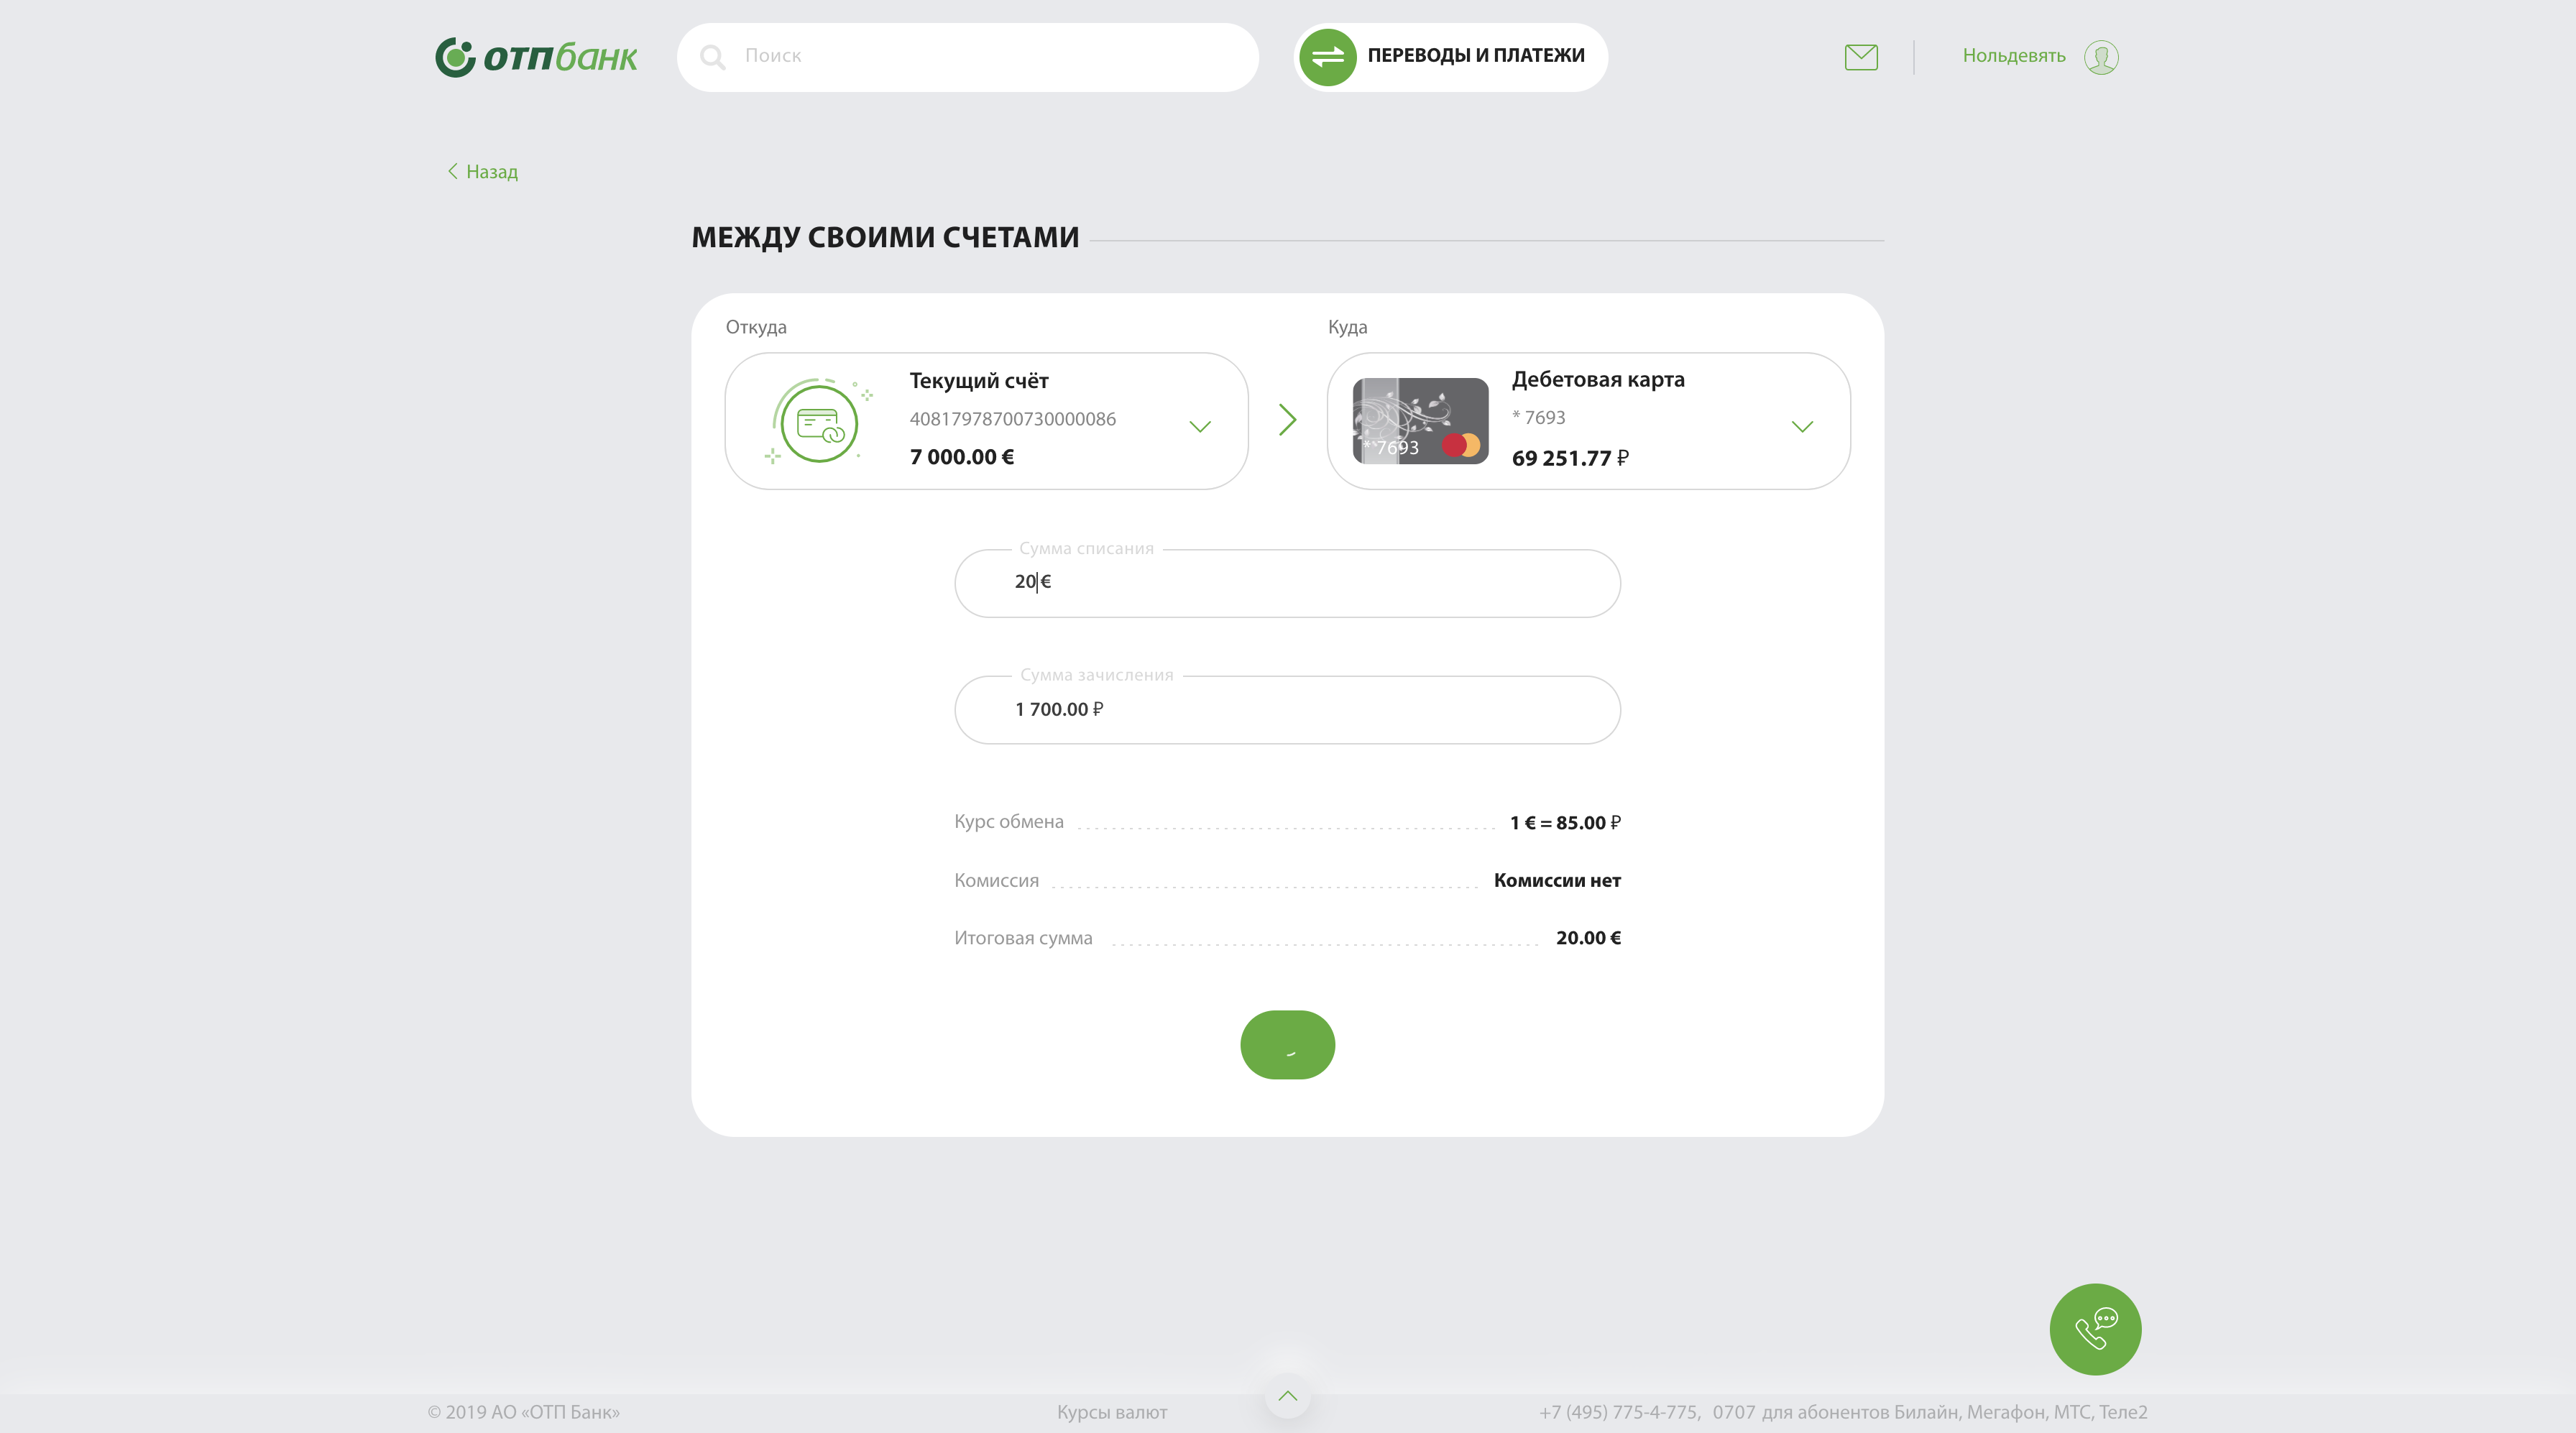 отпбанк
Поиск
ПЕРЕВОДЫ И ПЛАТЕЖИ
Нольдевять
Назад
МЕЖДУ СВОИМИ СЧЕТАМИ
Откуда
Текущий счёт
40817978700730000086
7 000.00 €
Куда
* 7693
Дебетовая карта
* 7693
69 251.77 ₽
Сумма списания
20 €
Сумма зачисления
1 700.00 ₽
Курс обмена 1 € = 85.00 ₽
Комиссия Комиссии нет
Итоговая сумма 20.00 €
© 2019 АО «ОТП Банк»
Курсы валют
+7 (495) 775-4-775, 0707 для абонентов Билайн, Мегафон, МТС, Теле2